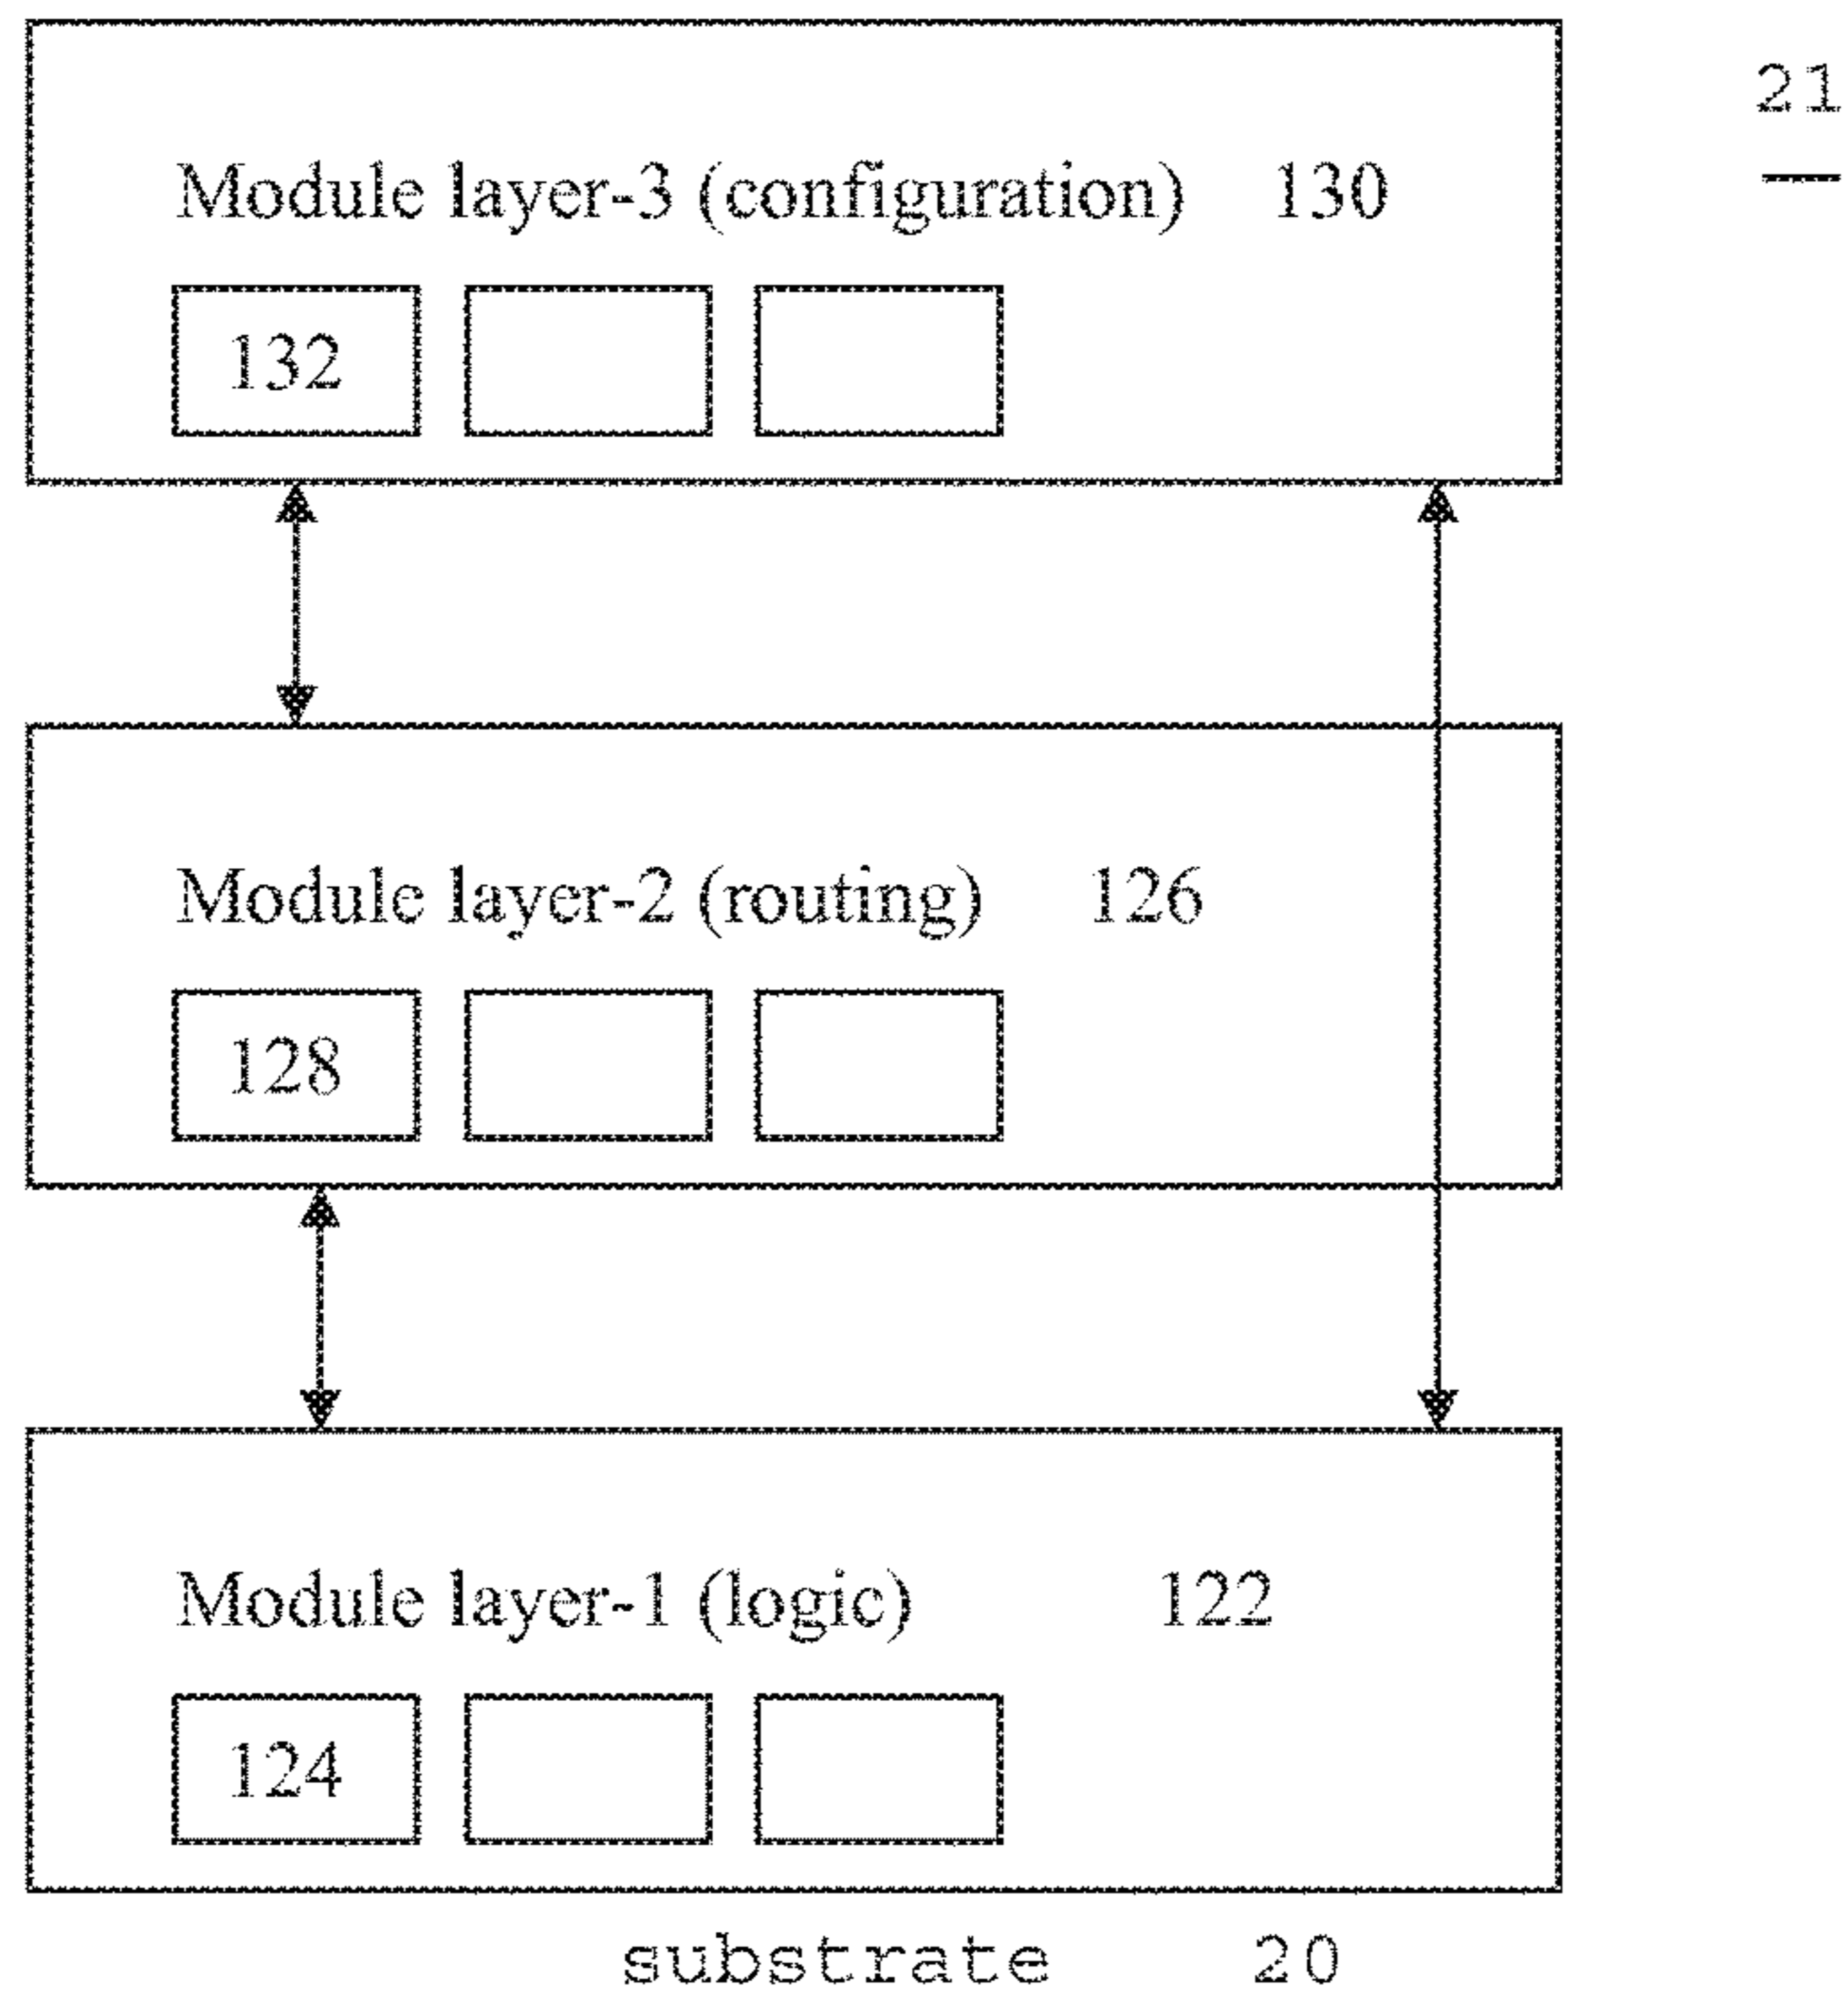 21
Module layer-3 (configuration) 130
132
Module layer-2 (routing) 126
128
Module layer-1 (logic) 122
124
substrate 20